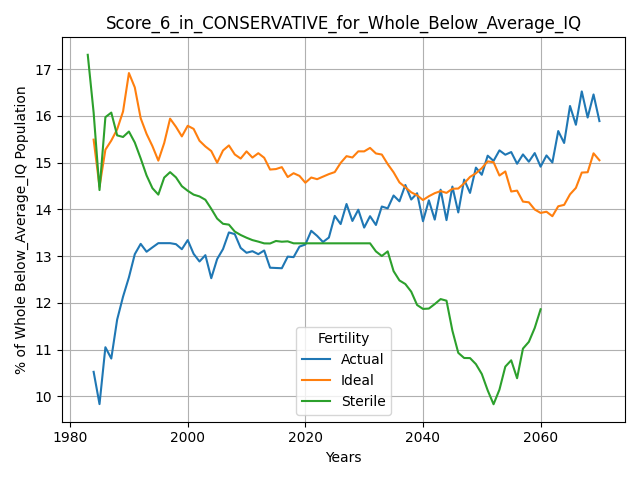 Score_6_in_CONSERVATIVE_for_Whole_Below_Average_IQ
% of Whole Below_Average_IQ Population
17
16
15
14
13
12
11
10
Fertility
Actual
Ideal
Sterile
1980
2000
2020
2040
2060
Years